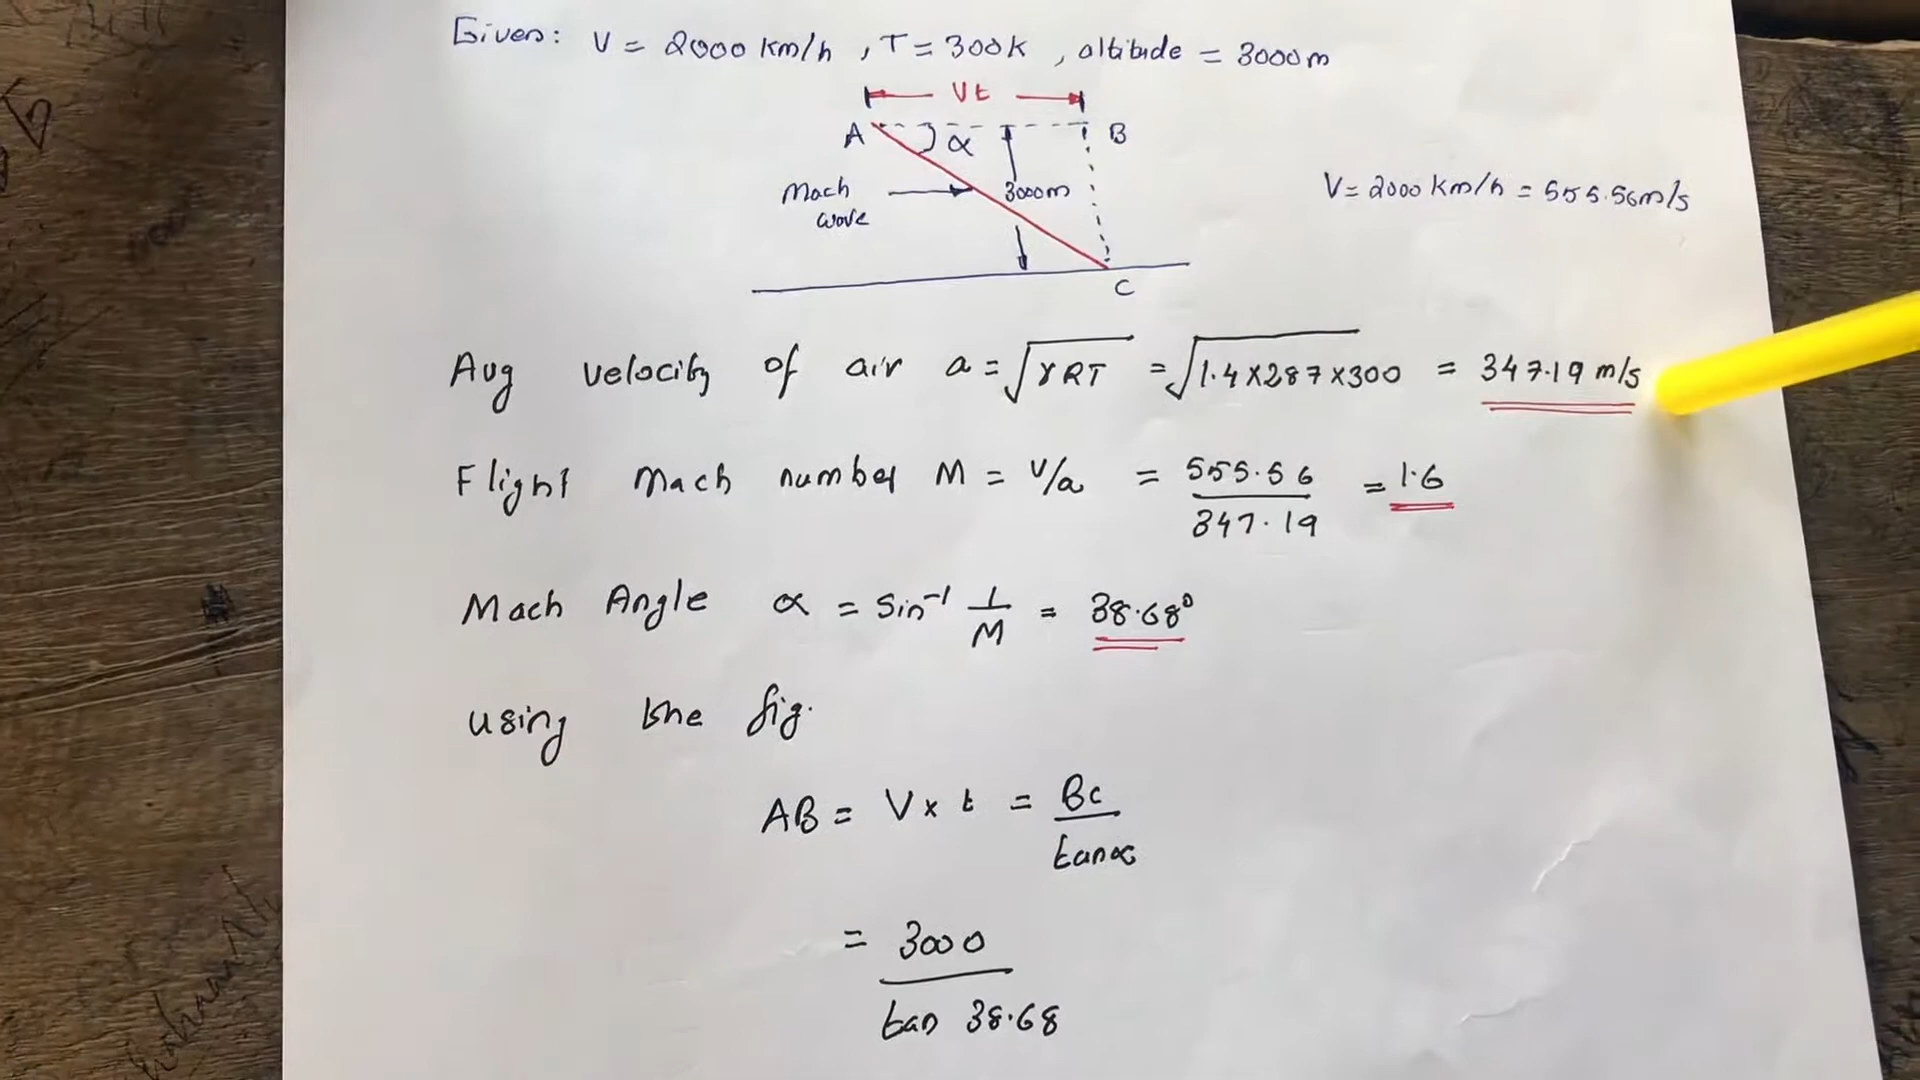 Given: V = 2000 km/h , T = 300K , altitude = 3000m
Vt
A α B
Mach wave
3000m
V = 2000 km/h = 555.56m/s
C
Avg velocity of air a = √γRT = √1.4×287×300 = 347.19 m/s
Flight Mach number M = V/a = 555.56 / 347.19 = 1.6
Mach Angle α = Sin⁻¹ 1/M = 38.68°
using the fig.
AB = V × t = BC / tanα
= 3000 / tan 38.68